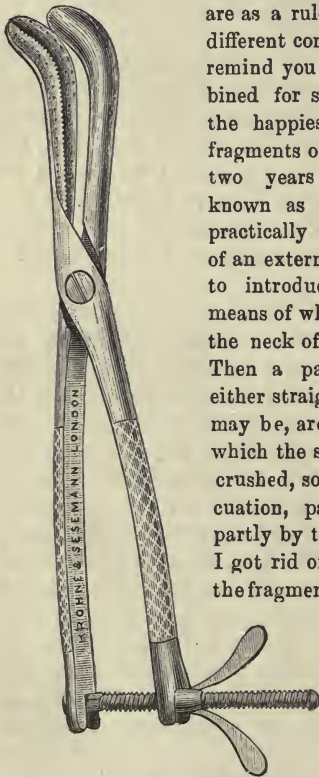 are as a rul
different con
remind you
bined for s
the happies
fragments o
two years
known as
practically
of an extern
to introduc
means of wh
the neck of
Then a pa
either straig
may be, are
which the s
crushed, so
cuation, pa
partly by t
I got rid o
the fragmen
KROHNE & SESEMANN LONDON